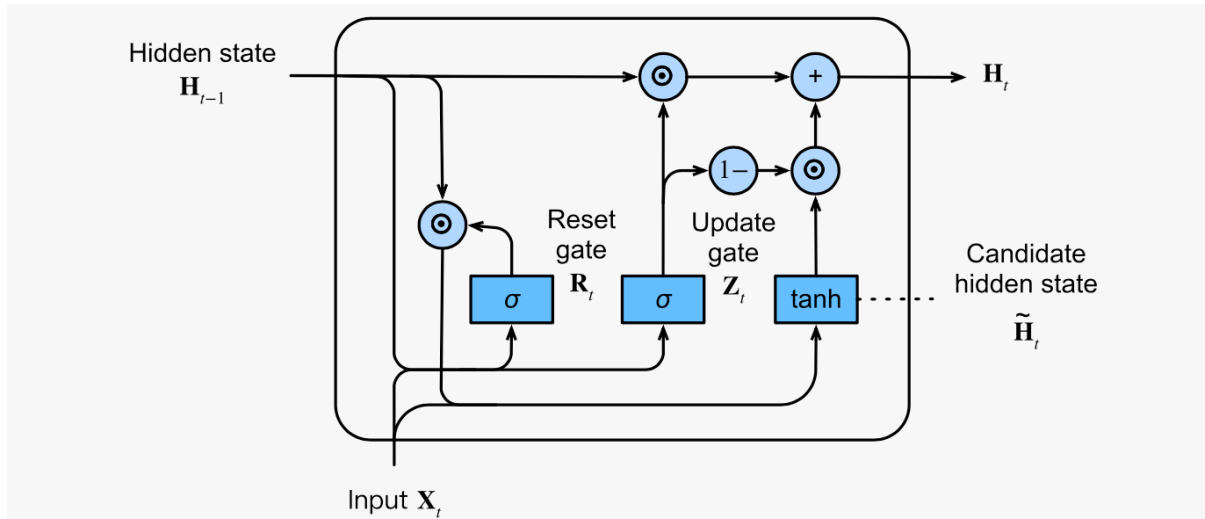 Hidden state
H_{t−1}
+
H_t
1−
Reset
gate
R_t
Update
gate
Z_t
σ
σ
tanh
Candidate
hidden state
H̃_t
Input X_t